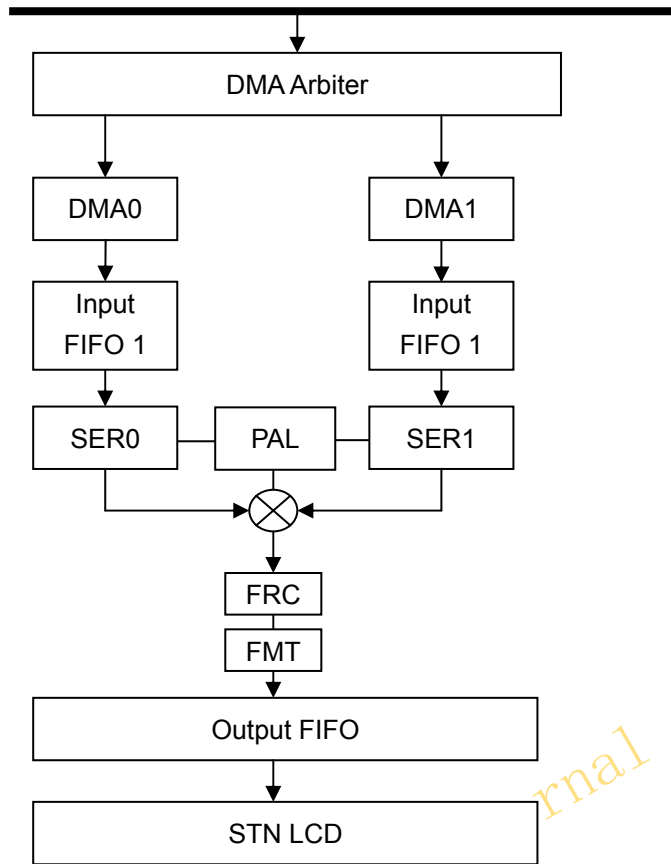 DMA Arbiter
DMA0
DMA1
Input
FIFO 1
Input
FIFO 1
SER0
PAL
SER1
FRC
FMT
Output FIFO
rnal
STN LCD